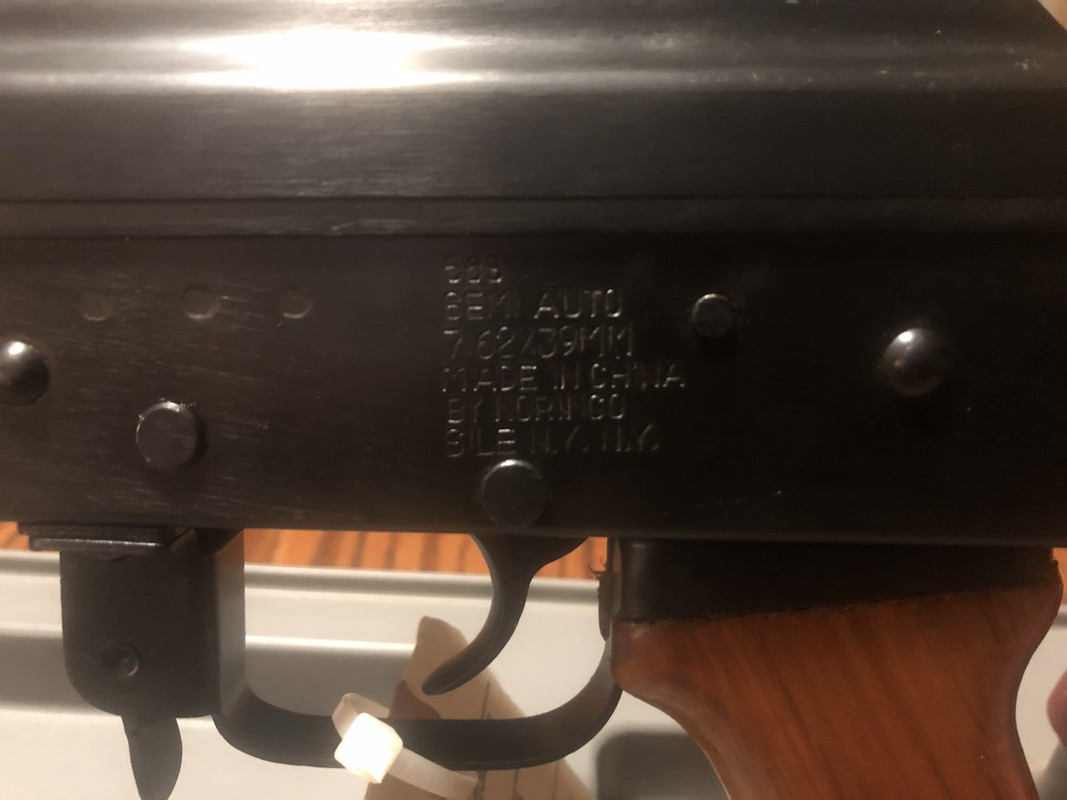 56S
SEMI AUTO
7.62X39MM
MADE IN CHINA
BY NORINCO
SILE N.Y. N.Y.